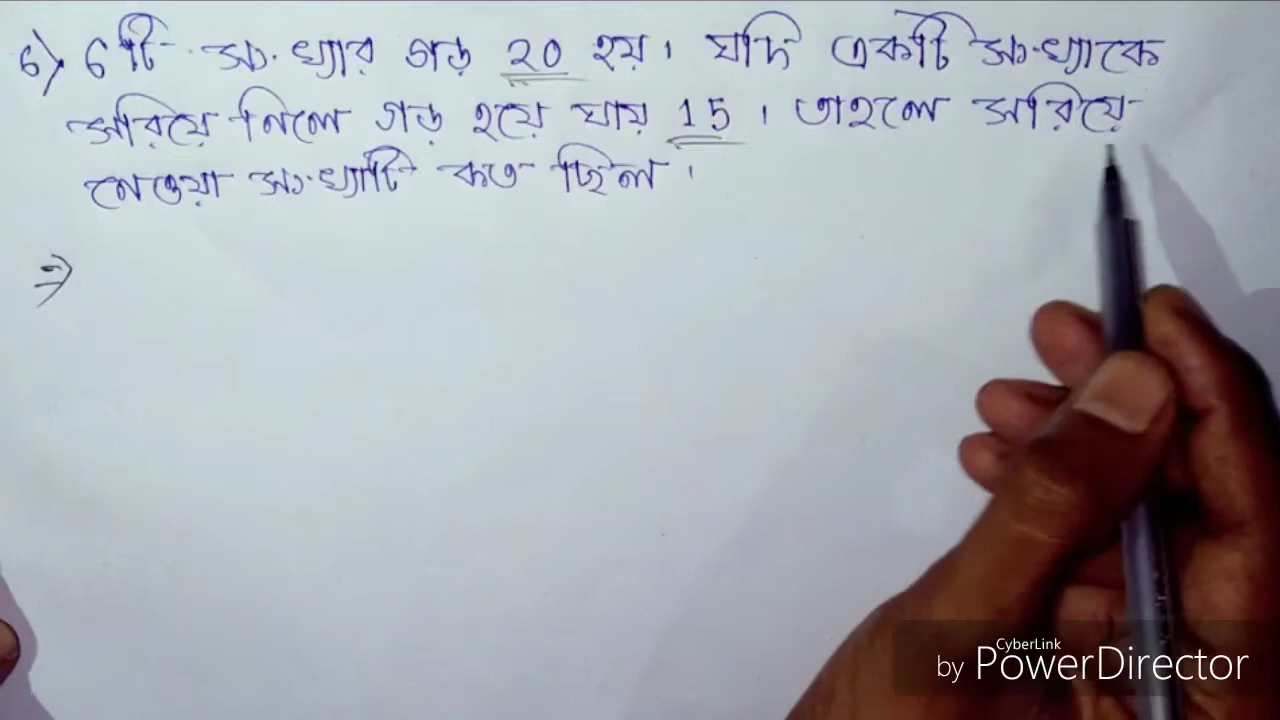 6) 6টি সংখ্যার গড় 20 হয়। যদি একটি সংখ্যাকে
সরিয়ে নিলে গড় হয়ে যায় 15। তাহলে সরিয়ে
নেওয়া সংখ্যাটি কত ছিল।
⇒
CyberLink
by PowerDirector